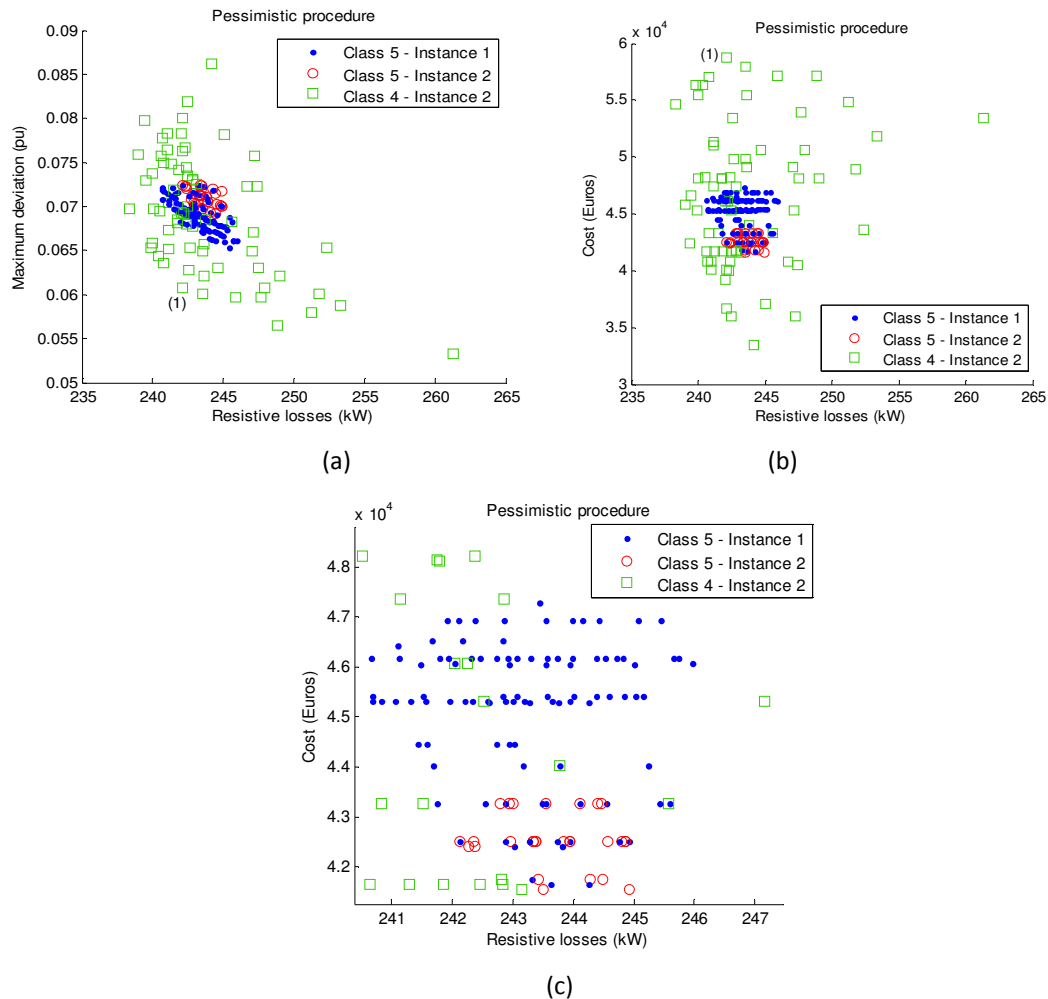 Pessimistic procedure
0.09
0.085
0.08
0.075
0.07
0.065
0.06
0.055
0.05
Maximum deviation (pu)
Class 5 - Instance 1
Class 5 - Instance 2
Class 4 - Instance 2
(1)
235 240 245 250 255 260 265
Resistive losses (kW)
(a)
x 10⁴
Pessimistic procedure
6
5.5
5
4.5
4
3.5
3
Cost (Euros)
(1)
Class 5 - Instance 1
Class 5 - Instance 2
Class 4 - Instance 2
235 240 245 250 255 260 265
Resistive losses (kW)
(b)
x 10⁴
Pessimistic procedure
4.8
4.7
4.6
4.5
4.4
4.3
4.2
Cost (Euros)
Class 5 - Instance 1
Class 5 - Instance 2
Class 4 - Instance 2
241 242 243 244 245 246 247
Resistive losses (kW)
(c)